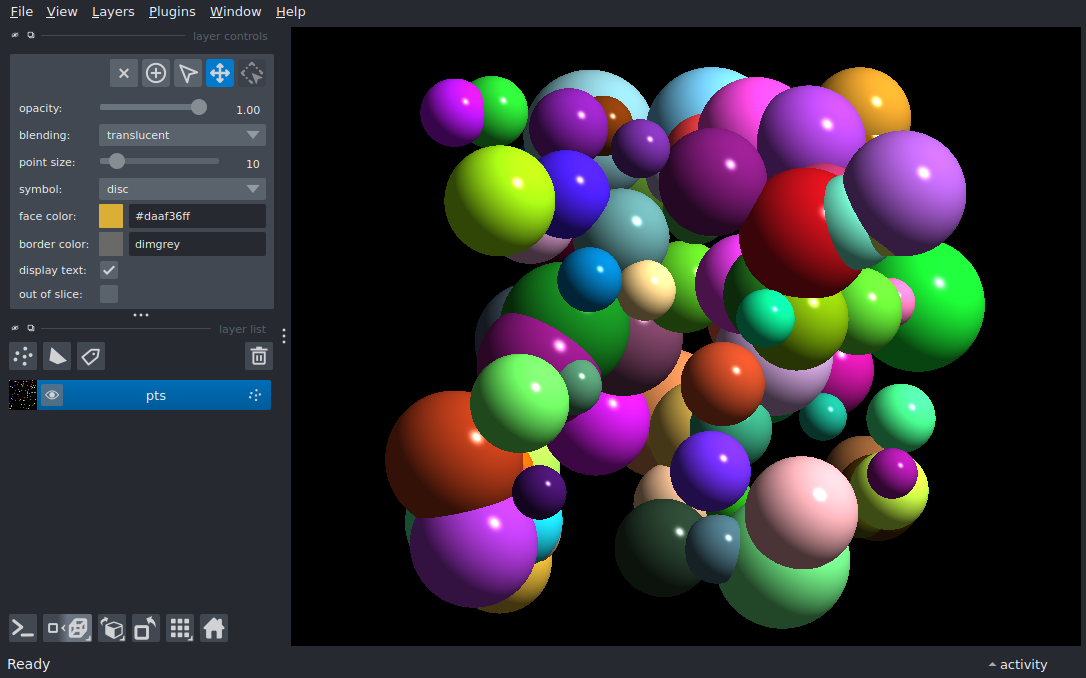 File View Layers Plugins Window Help
layer controls
opacity: 1.00
blending: translucent
point size: 10
symbol: disc
face color: #daaf36ff
border color: dimgrey
display text:
out of slice:
layer list
pts
Ready activity